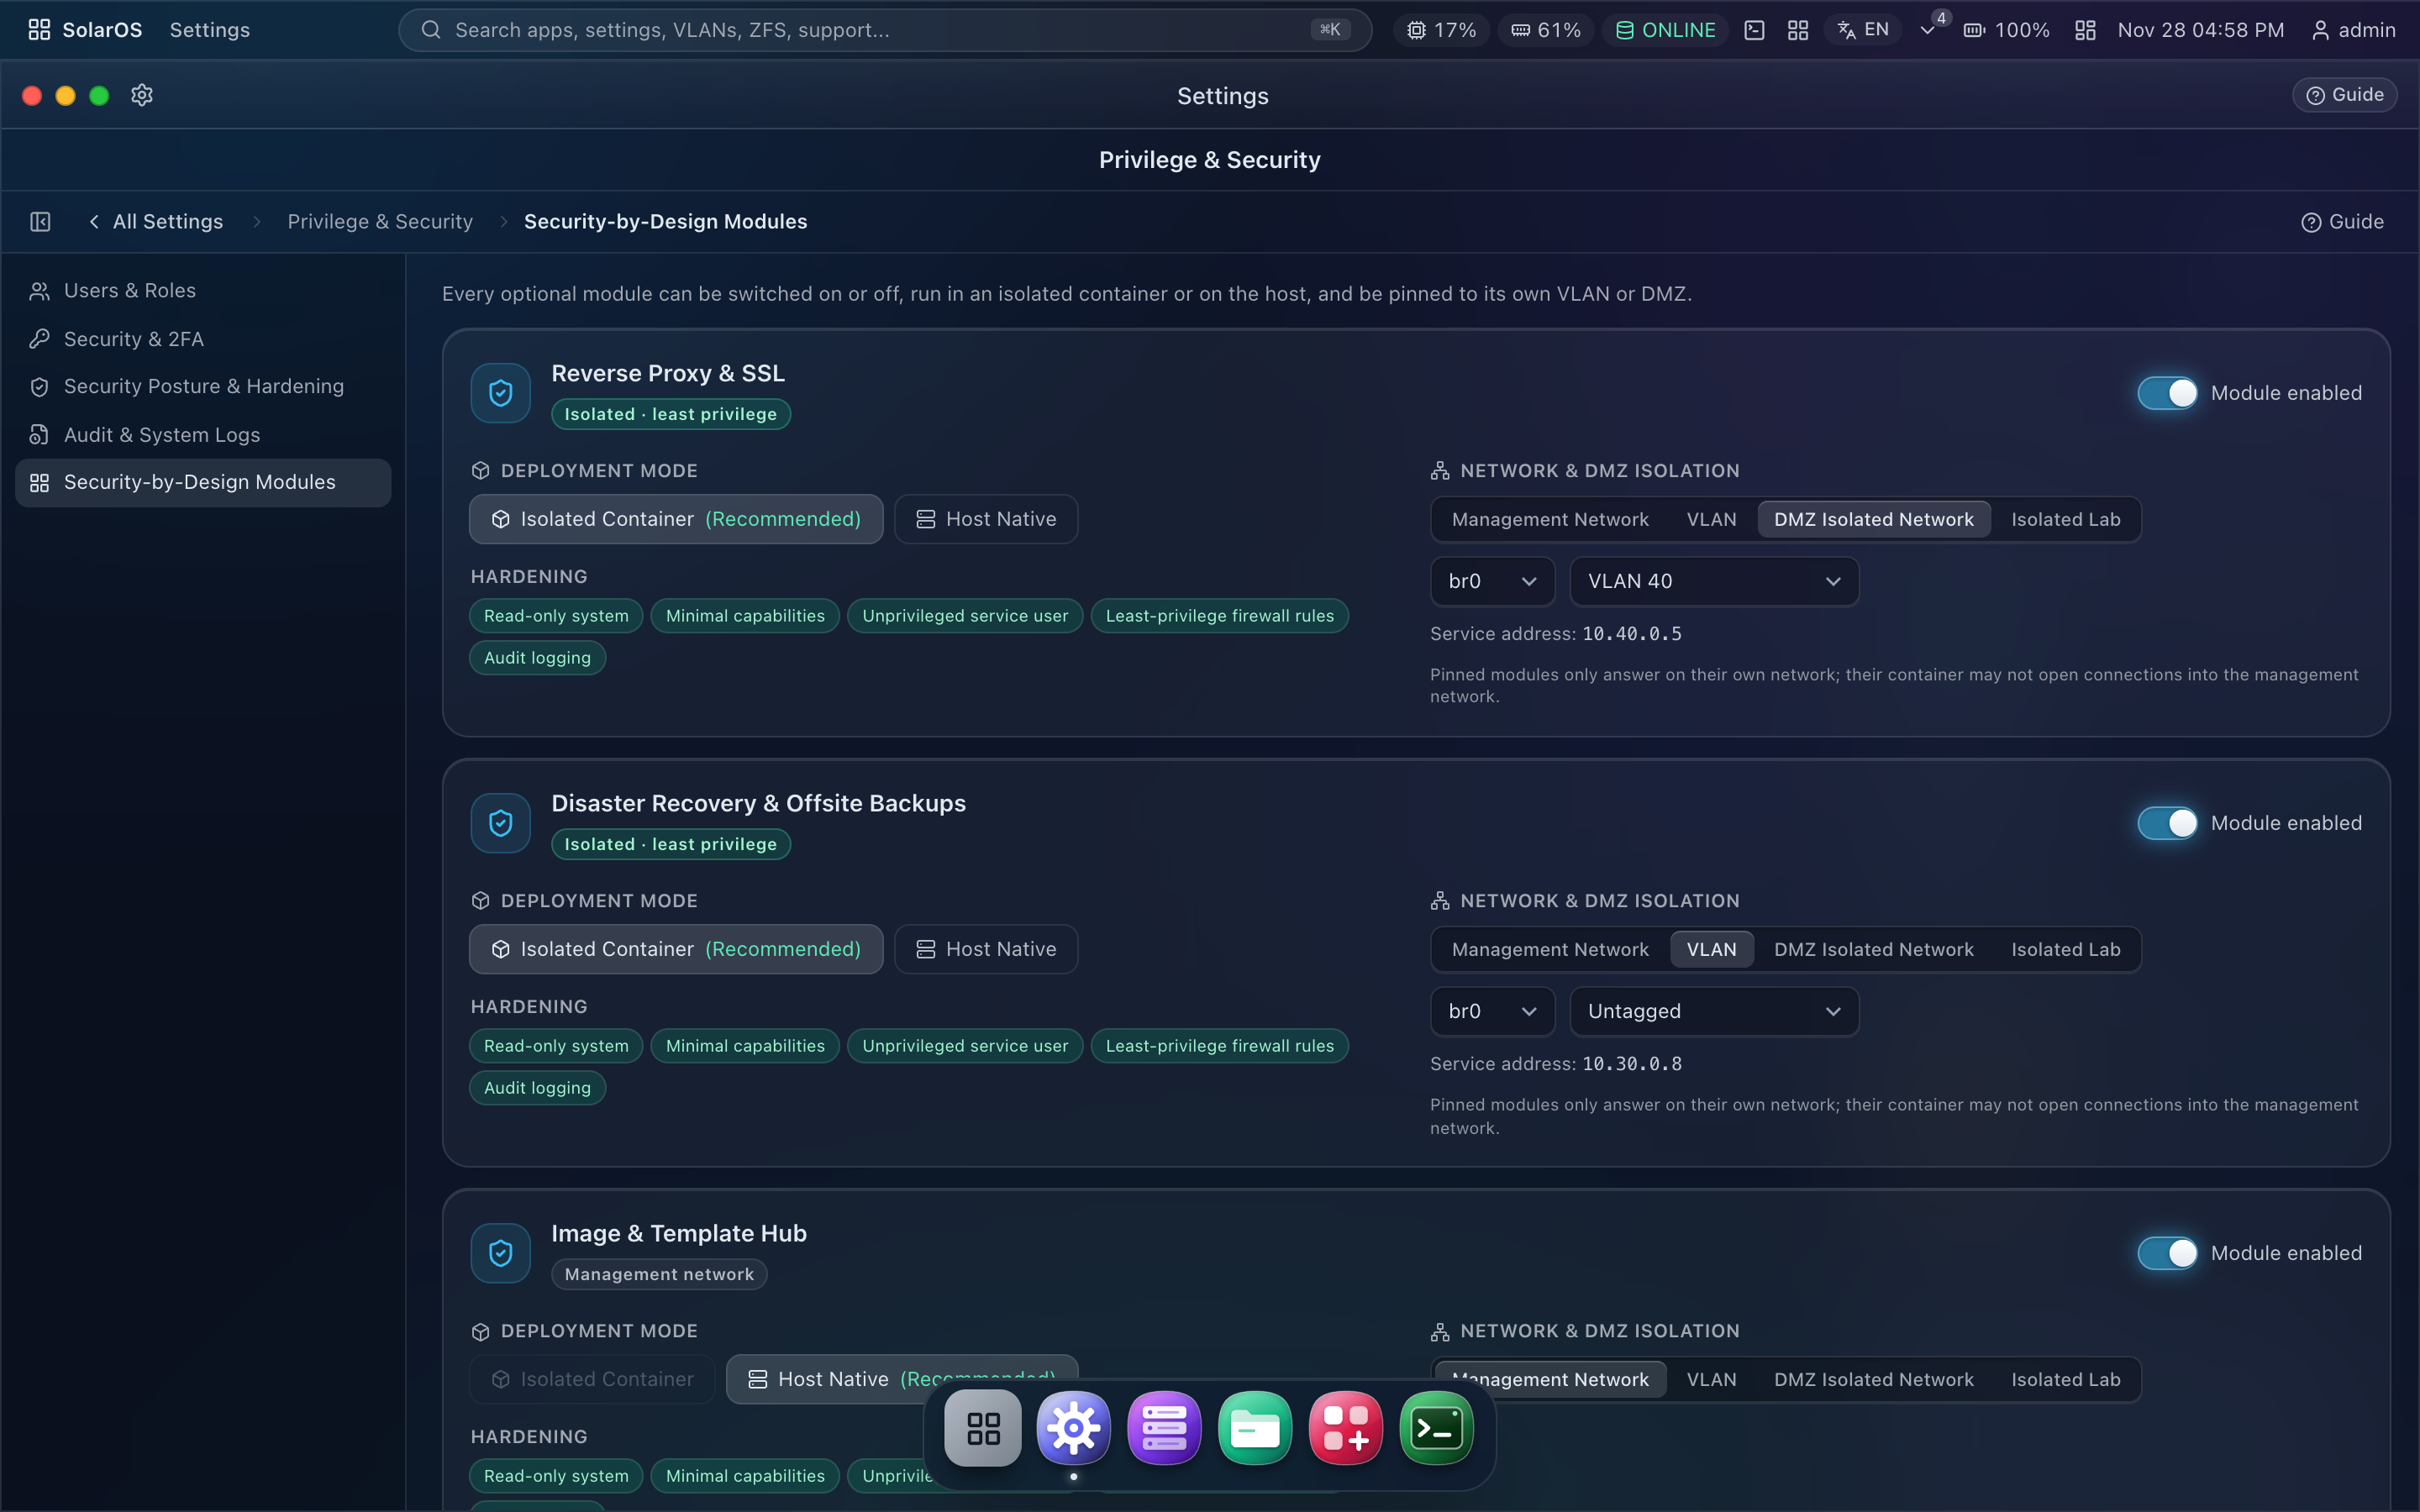 SolarOS Settings Search apps, settings, VLANs, ZFS, support... ⌘K 17% 61% ONLINE EN 4 100% Nov 28 04:58 PM admin
Settings Guide
Privilege & Security
All Settings Privilege & Security Security-by-Design Modules Guide
Users & Roles
Security & 2FA
Security Posture & Hardening
Audit & System Logs
Security-by-Design Modules
Every optional module can be switched on or off, run in an isolated container or on the host, and be pinned to its own VLAN or DMZ.
Reverse Proxy & SSL
Isolated · least privilege
Module enabled
DEPLOYMENT MODE
Isolated Container (Recommended) Host Native
HARDENING
Read-only system Minimal capabilities Unprivileged service user Least-privilege firewall rules
Audit logging
NETWORK & DMZ ISOLATION
Management Network VLAN DMZ Isolated Network Isolated Lab
br0 VLAN 40
Service address: 10.40.0.5
Pinned modules only answer on their own network; their container may not open connections into the management
network.
Disaster Recovery & Offsite Backups
Isolated · least privilege
Module enabled
DEPLOYMENT MODE
Isolated Container (Recommended) Host Native
HARDENING
Read-only system Minimal capabilities Unprivileged service user Least-privilege firewall rules
Audit logging
NETWORK & DMZ ISOLATION
Management Network VLAN DMZ Isolated Network Isolated Lab
br0 Untagged
Service address: 10.30.0.8
Pinned modules only answer on their own network; their container may not open connections into the management
network.
Image & Template Hub
Management network
Module enabled
DEPLOYMENT MODE
Isolated Container Host Native
HARDENING
Read-only system Minimal capabilities
NETWORK & DMZ ISOLATION
Management Network VLAN DMZ Isolated Network Isolated Lab